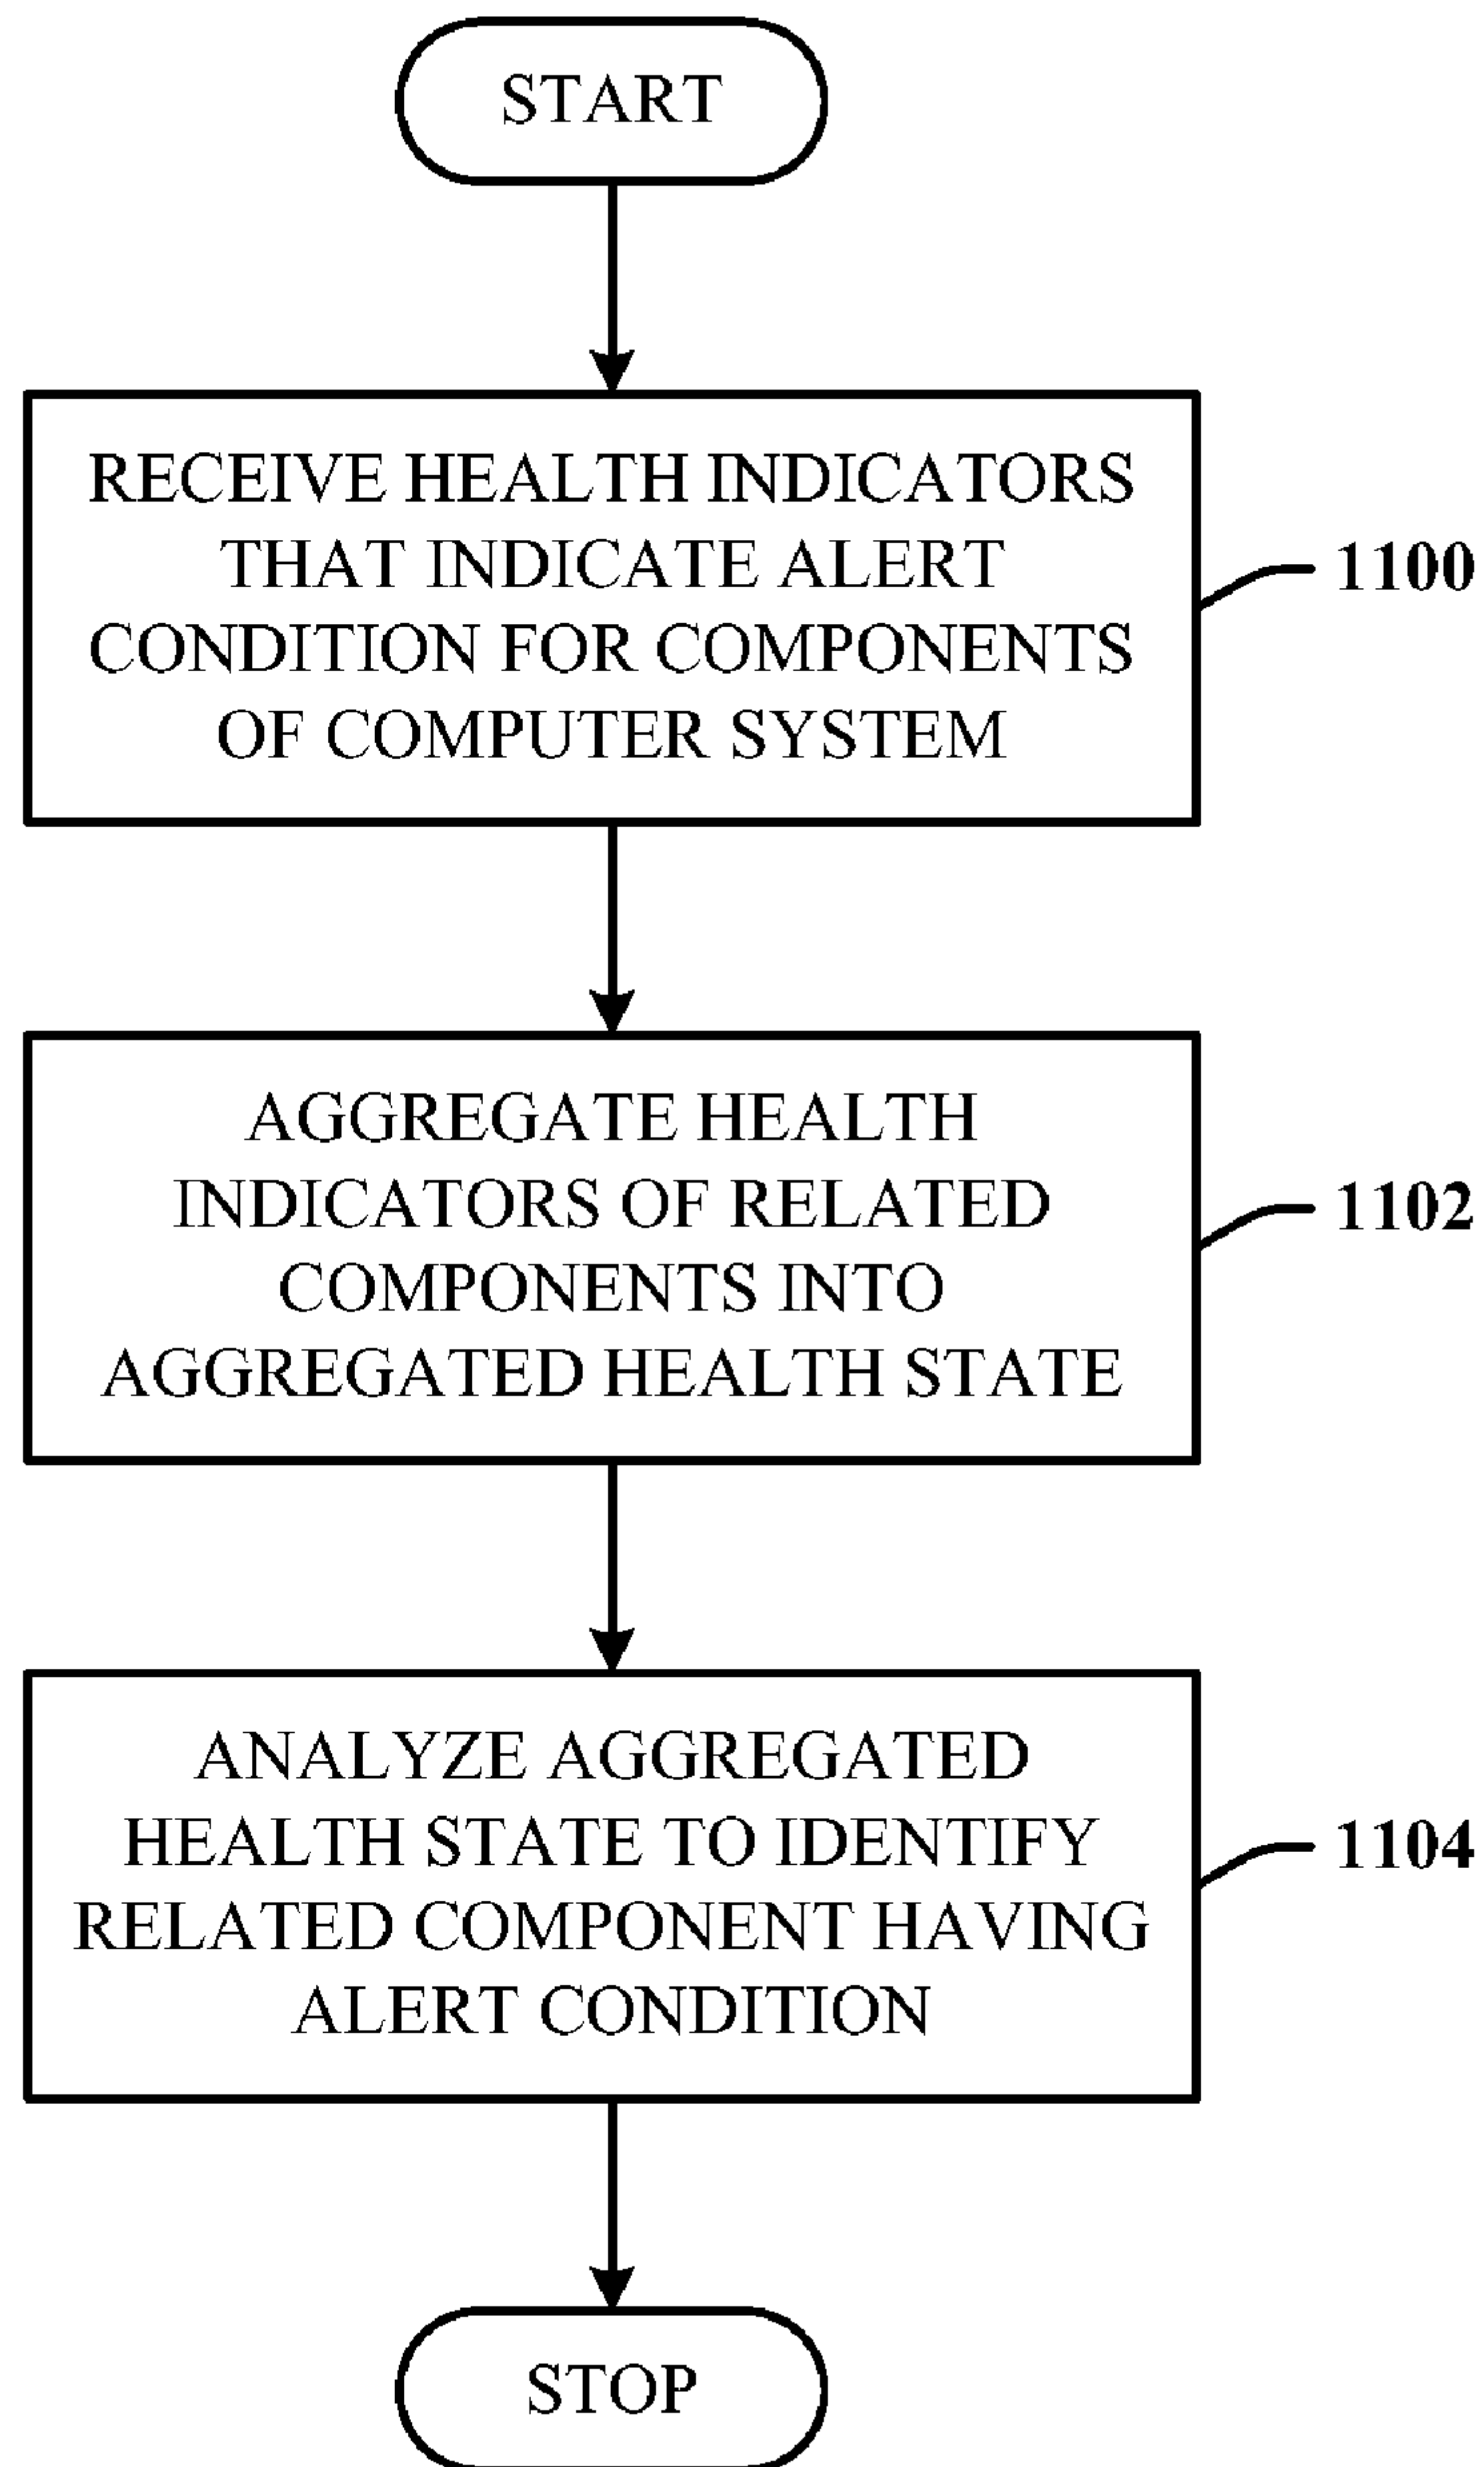 START
RECEIVE HEALTH INDICATORS
THAT INDICATE ALERT
CONDITION FOR COMPONENTS
OF COMPUTER SYSTEM
1100
AGGREGATE HEALTH
INDICATORS OF RELATED
COMPONENTS INTO
AGGREGATED HEALTH STATE
1102
ANALYZE AGGREGATED
HEALTH STATE TO IDENTIFY
RELATED COMPONENT HAVING
ALERT CONDITION
1104
STOP